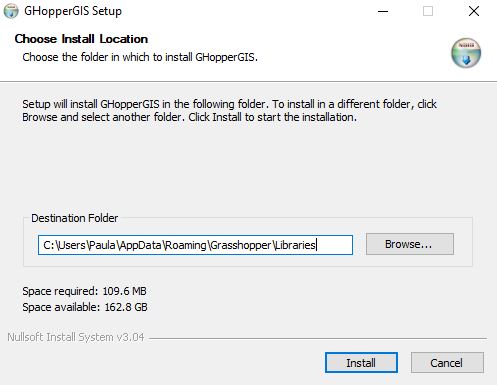 GHopperGIS Setup
Choose Install Location
Choose the folder in which to install GHopperGIS.
Setup will install GHopperGIS in the following folder. To install in a different folder, click
Browse and select another folder. Click Install to start the installation.
Destination Folder
C:\Users\Paula\AppData\Roaming\Grasshopper\Libraries
Browse...
Space required: 109.6 MB
Space available: 162.8 GB
Nullsoft Install System v3.04
Install
Cancel